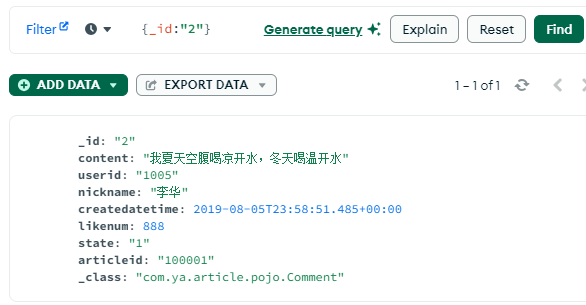 Filter {_id:"2"} Generate query Explain Reset Find
ADD DATA EXPORT DATA 1 – 1 of 1
_id: "2"
content: "我夏天空腹喝凉开水，冬天喝温开水"
userid: "1005"
nickname: "李华"
createdatetime: 2019-08-05T23:58:51.485+00:00
likenum: 888
state: "1"
articleid: "100001"
_class: "com.ya.article.pojo.Comment"